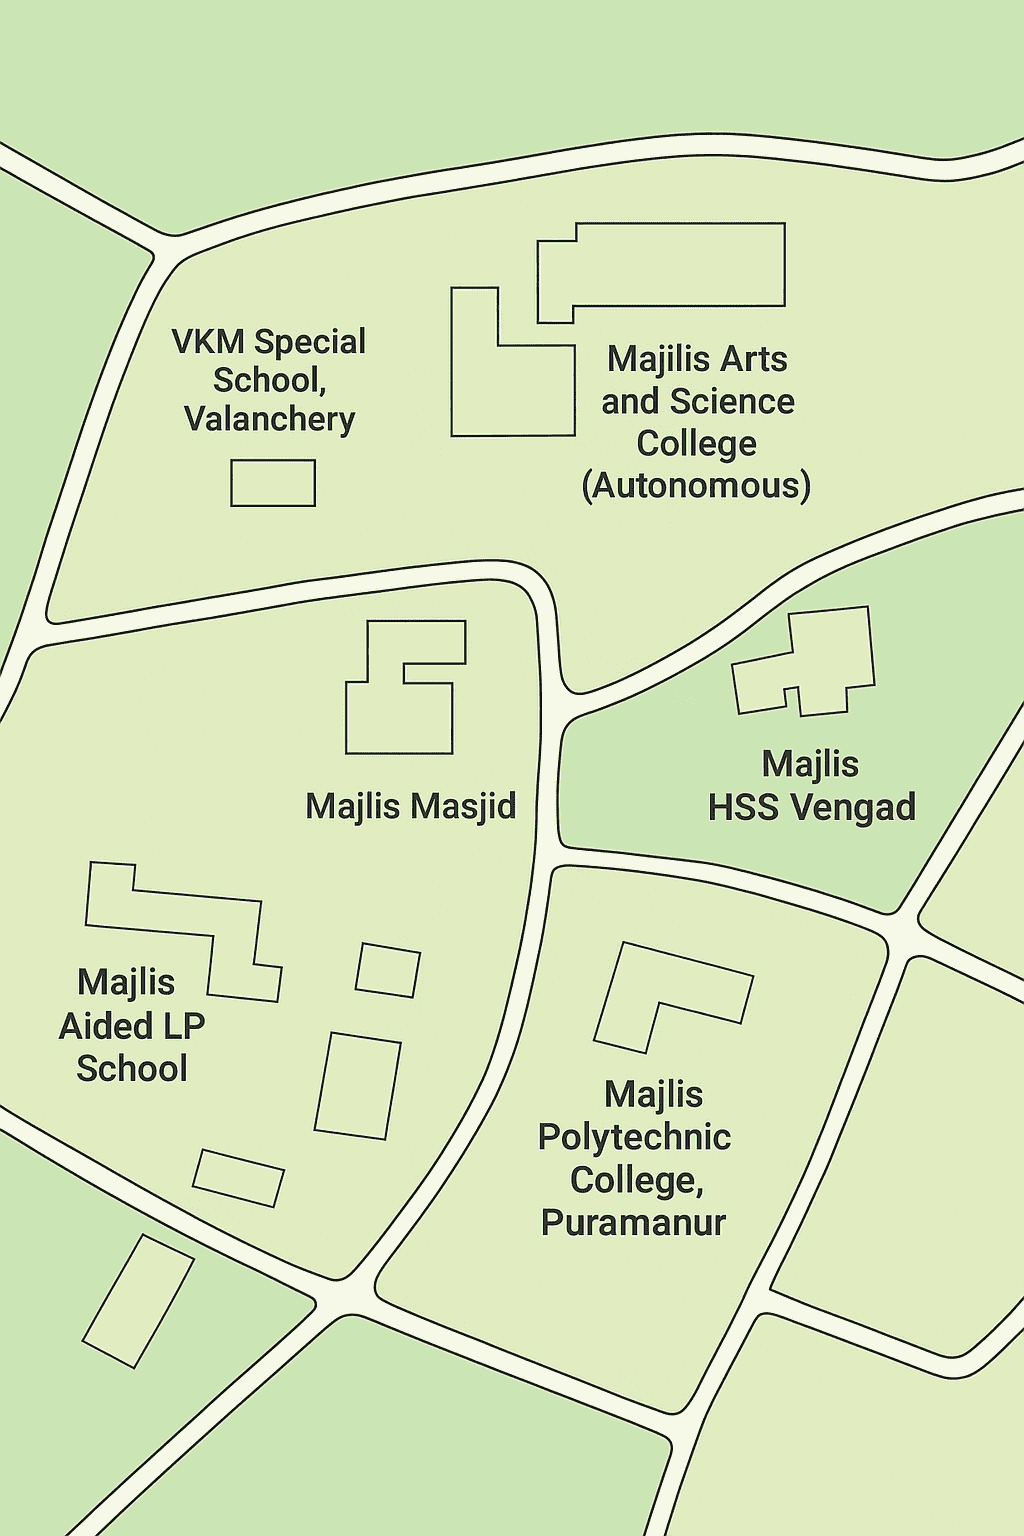 VKM Special
School,
Valanchery
Majilis Arts
and Science
College
(Autonomous)
Majlis Masjid
Majlis
HSS Vengad
Majlis
Aided LP
School
Majlis
Polytechnic
College,
Puramanur